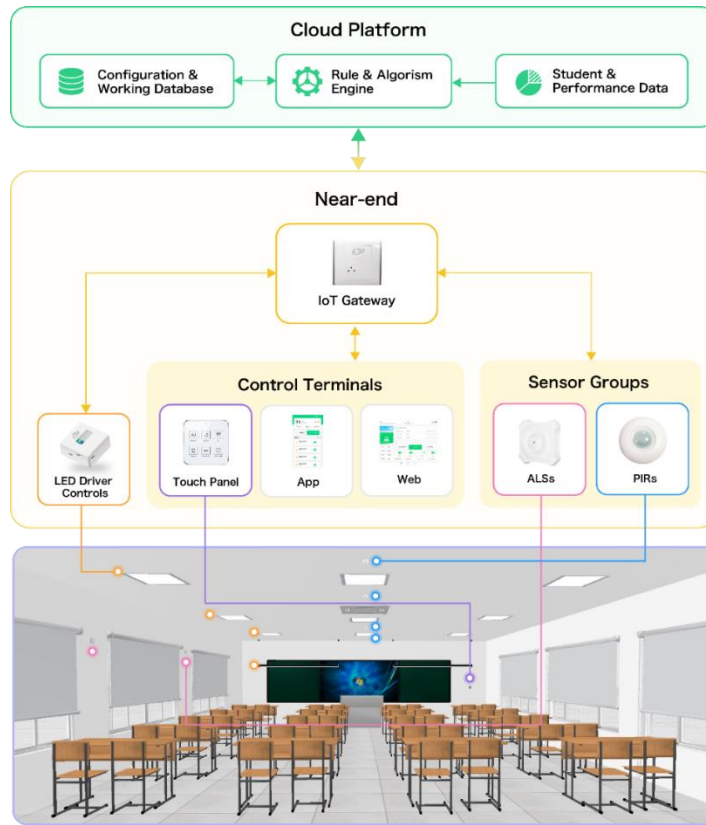 Cloud Platform
Configuration &
Working Database
Rule & Algorism
Engine
Student &
Performance Data
Near-end
IoT Gateway
Control Terminals
Sensor Groups
LED Driver
Controls
Touch Panel
App
Web
ALSs
PIRs